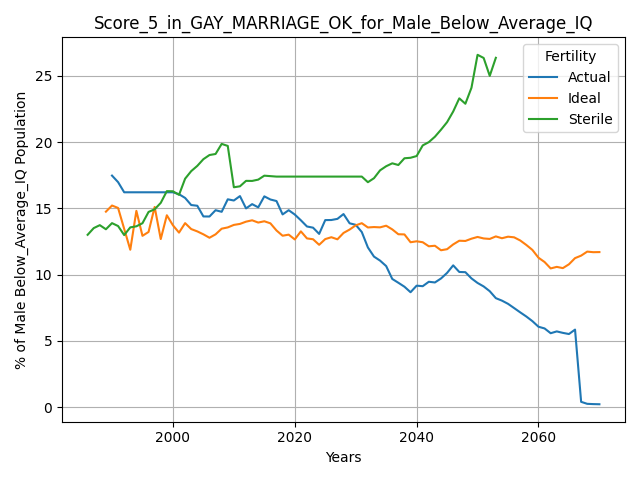 Score_5_in_GAY_MARRIAGE_OK_for_Male_Below_Average_IQ
% of Male Below_Average_IQ Population
25
20
15
10
5
0
Fertility
Actual
Ideal
Sterile
2000
2020
2040
2060
Years